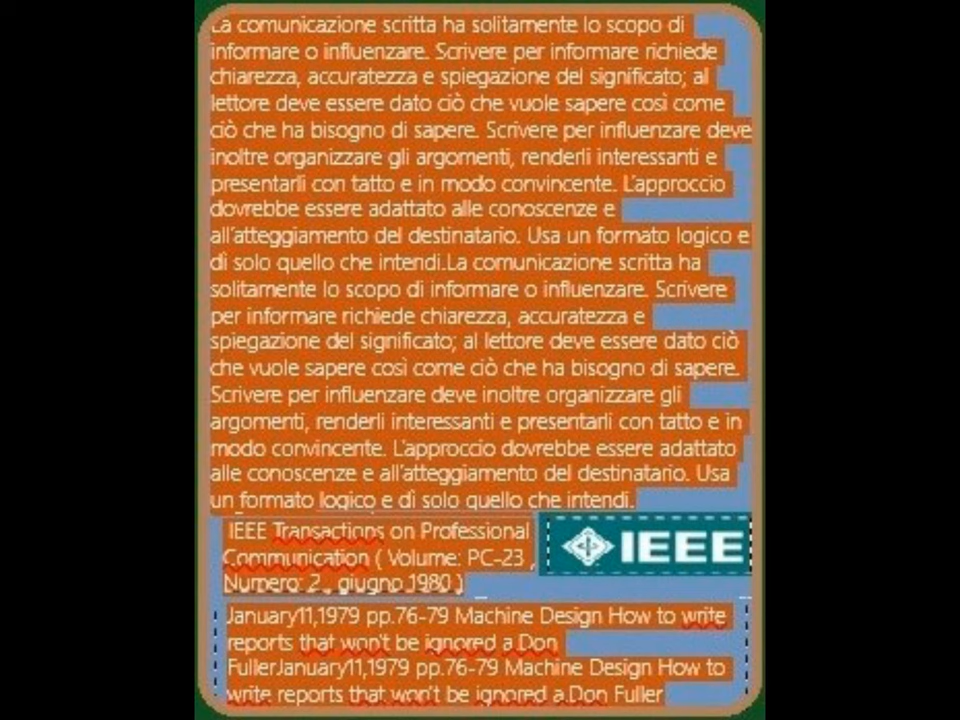 La comunicazione scritta ha solitamente lo scopo di
informare o influenzare. Scrivere per informare richiede
chiarezza, accuratezza e spiegazione del significato; al
lettore deve essere dato ciò che vuole sapere così come
ciò che ha bisogno di sapere. Scrivere per influenzare deve
inoltre organizzare gli argomenti, renderli interessanti e
presentarli con tatto e in modo convincente. L'approccio
dovrebbe essere adattato alle conoscenze e
all'atteggiamento del destinatario. Usa un formato logico e
dì solo quello che intendi.La comunicazione scritta ha
solitamente lo scopo di informare o influenzare. Scrivere
per informare richiede chiarezza, accuratezza e
spiegazione del significato; al lettore deve essere dato ciò
che vuole sapere così come ciò che ha bisogno di sapere.
Scrivere per influenzare deve inoltre organizzare gli
argomenti, renderli interessanti e presentarli con tatto e in
modo convincente. L'approccio dovrebbe essere adattato
alle conoscenze e all'atteggiamento del destinatario. Usa
un formato logico e dì solo quello che intendi.
IEEE Transactions on Professional
Communication ( Volume: PC-23 ,
Numero: 2 , giugno 1980 )
IEEE
January11,1979 pp.76-79 Machine Design How to write
reports that won't be ignored a.Don
FullerJanuary11,1979 pp.76-79 Machine Design How to
write reports that won't be ignored a.Don Fuller